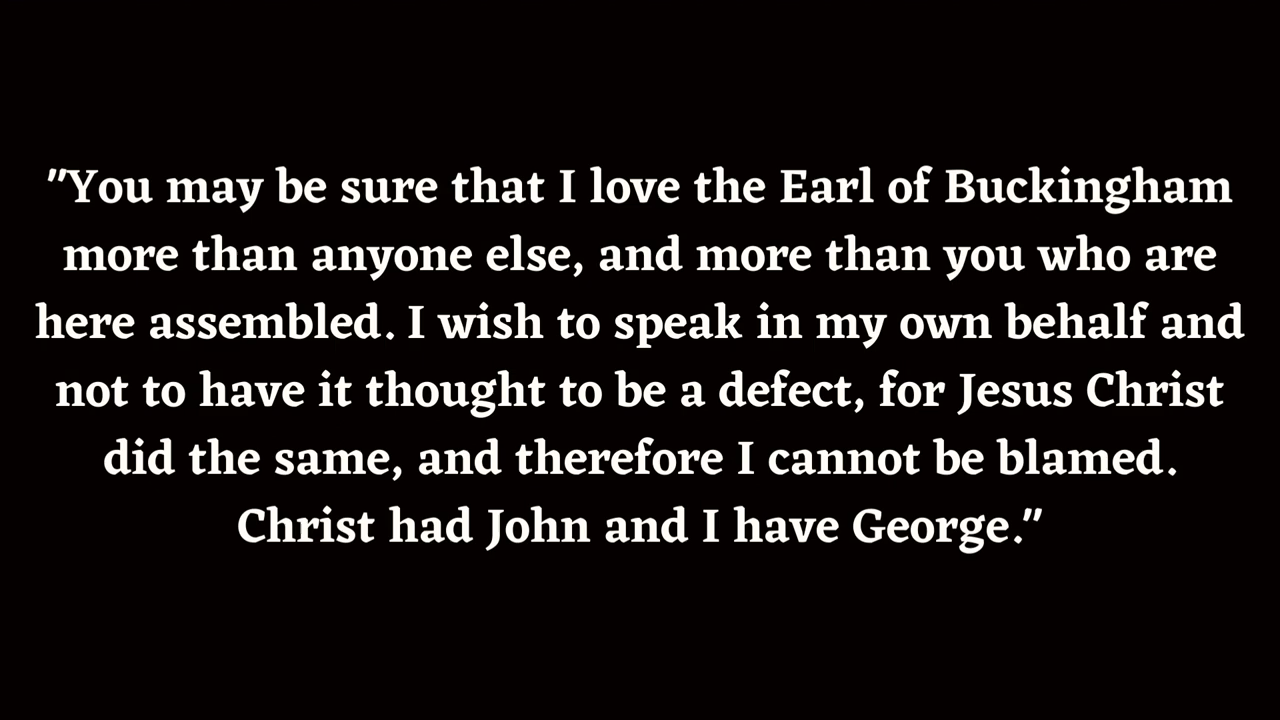 "You may be sure that I love the Earl of Buckingham
more than anyone else, and more than you who are
here assembled. I wish to speak in my own behalf and
not to have it thought to be a defect, for Jesus Christ
did the same, and therefore I cannot be blamed.
Christ had John and I have George."